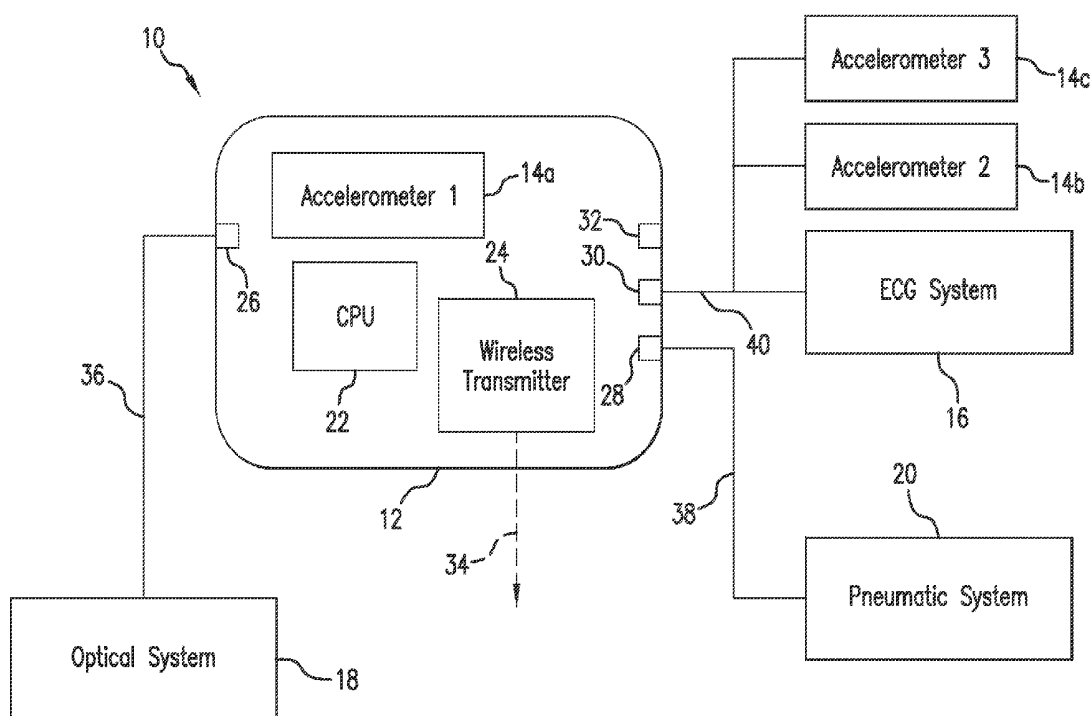 10
Accelerometer 3
14c
Accelerometer 1
14a
Accelerometer 2
14b
32
26
24
30
ECG System
CPU
Wireless
Transmitter
40
36
22
28
16
12
38
20
34
Optical System
18
Pneumatic System